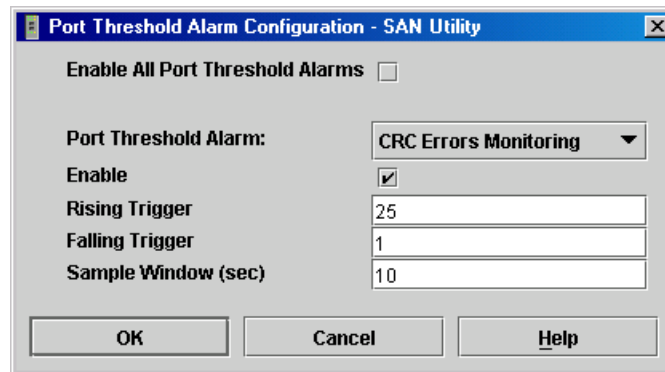 Port Threshold Alarm Configuration - SAN Utility
Enable All Port Threshold Alarms
Port Threshold Alarm: CRC Errors Monitoring
Enable
Rising Trigger 25
Falling Trigger 1
Sample Window (sec) 10
OK Cancel Help